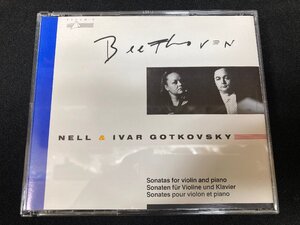 Beethoven
NELL & IVAR GOTKOVSKY
Sonatas for violin and piano
Sonaten für Violine und Klavier
Sonates pour violon et piano